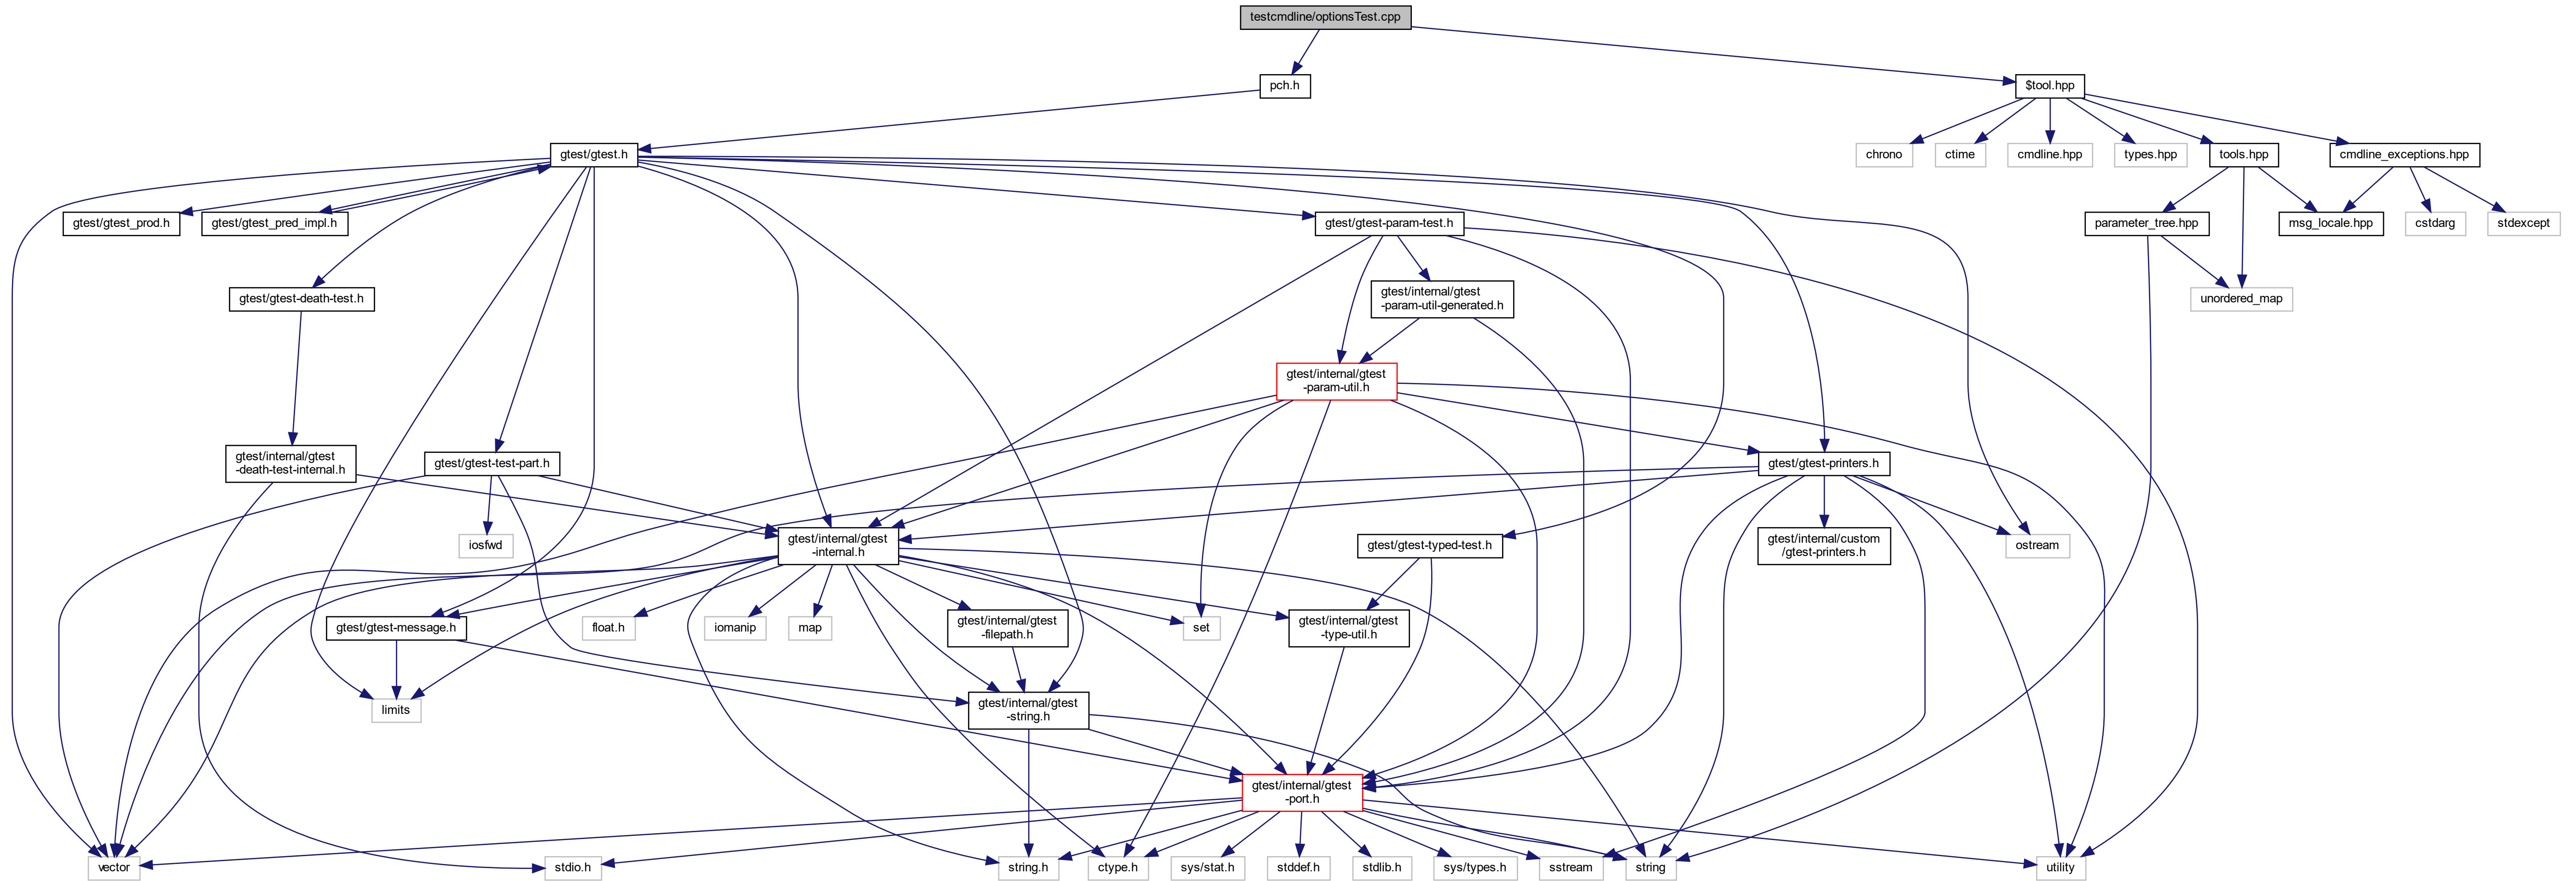 testcmdline/optionsTest.cpp
pch.h
$tool.hpp
gtest/gtest.h
chrono
ctime
cmdline.hpp
types.hpp
tools.hpp
cmdline_exceptions.hpp
gtest/gtest_prod.h
gtest/gtest_pred_impl.h
gtest/gtest-param-test.h
parameter_tree.hpp
msg_locale.hpp
cstdarg
stdexcept
gtest/gtest-death-test.h
gtest/internal/gtest
-param-util-generated.h
unordered_map
gtest/internal/gtest
-param-util.h
gtest/internal/gtest
-death-test-internal.h
gtest/gtest-test-part.h
gtest/gtest-printers.h
iosfwd
gtest/internal/gtest
-internal.h
gtest/gtest-typed-test.h
gtest/internal/custom
/gtest-printers.h
ostream
gtest/gtest-message.h
float.h
iomanip
map
gtest/internal/gtest
-filepath.h
set
gtest/internal/gtest
-type-util.h
limits
gtest/internal/gtest
-string.h
gtest/internal/gtest
-port.h
vector
stdio.h
string.h
ctype.h
sys/stat.h
stddef.h
stdlib.h
sys/types.h
sstream
string
utility